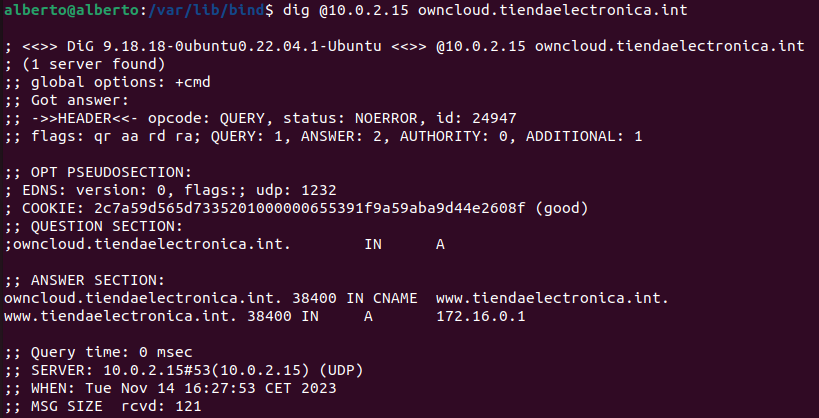 alberto@alberto:/var/lib/bind$ dig @10.0.2.15 owncloud.tiendaelectronica.int
; <<>> DiG 9.18.18-0ubuntu0.22.04.1-Ubuntu <<>> @10.0.2.15 owncloud.tiendaelectronica.int
; (1 server found)
;; global options: +cmd
;; Got answer:
;; ->>HEADER<<- opcode: QUERY, status: NOERROR, id: 24947
;; flags: qr aa rd ra; QUERY: 1, ANSWER: 2, AUTHORITY: 0, ADDITIONAL: 1
;; OPT PSEUDOSECTION:
; EDNS: version: 0, flags:; udp: 1232
; COOKIE: 2c7a59d565d7335201000000655391f9a59aba9d44e2608f (good)
;; QUESTION SECTION:
;owncloud.tiendaelectronica.int. IN A
;; ANSWER SECTION:
owncloud.tiendaelectronica.int. 38400 IN CNAME www.tiendaelectronica.int.
www.tiendaelectronica.int. 38400 IN A 172.16.0.1
;; Query time: 0 msec
;; SERVER: 10.0.2.15#53(10.0.2.15) (UDP)
;; WHEN: Tue Nov 14 16:27:53 CET 2023
;; MSG SIZE rcvd: 121